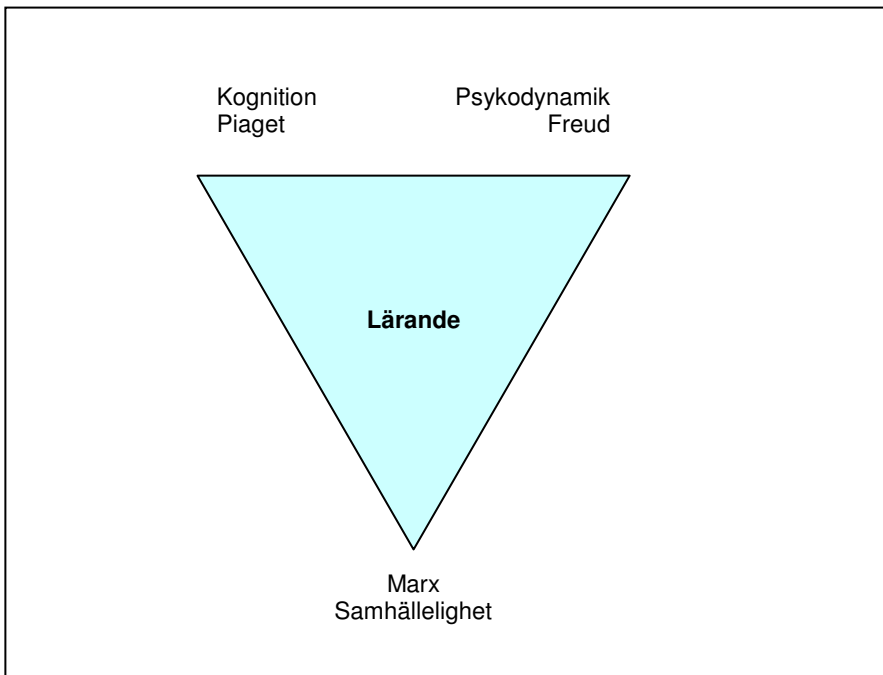 Kognition
Piaget
Psykodynamik
Freud
Lärande
Marx
Samhällelighet